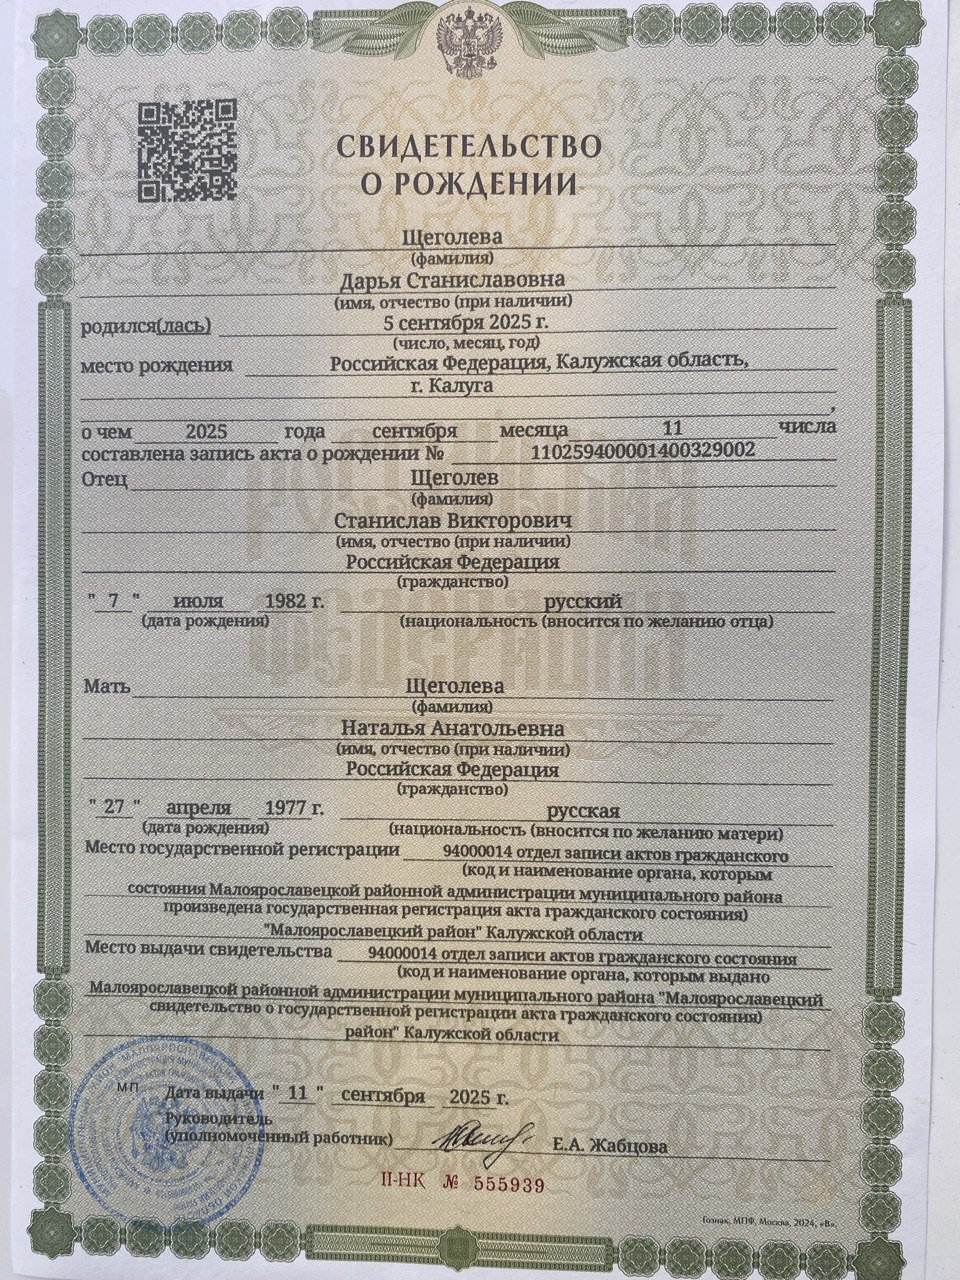 СВИДЕТЕЛЬСТВО
О РОЖДЕНИИ
Щеголева
(фамилия)
Дарья Станиславовна
(имя, отчество (при наличии)
родился(лась) 5 сентября 2025 г.
(число, месяц, год)
место рождения Российская Федерация, Калужская область,
г. Калуга
,
о чем 2025 года сентября месяца 11 числа
составлена запись акта о рождении № 110259400001400329002
Отец Щеголев
(фамилия)
Станислав Викторович
(имя, отчество (при наличии)
Российская Федерация
(гражданство)
" 7 " июля 1982 г. русский
(дата рождения) (национальность (вносится по желанию отца)
РОССИЙСКАЯ
ФЕДЕРАЦИЯ
Мать Щеголева
(фамилия)
Наталья Анатольевна
(имя, отчество (при наличии)
Российская Федерация
(гражданство)
" 27 " апреля 1977 г. русская
(дата рождения) (национальность (вносится по желанию матери)
Место государственной регистрации 94000014 отдел записи актов гражданского
(код и наименование органа, которым
состояния Малоярославецкой районной администрации муниципального района
произведена государственная регистрация акта гражданского состояния)
"Малоярославецкий район" Калужской области
Место выдачи свидетельства 94000014 отдел записи актов гражданского состояния
(код и наименование органа, которым выдано
Малоярославецкой районной администрации муниципального района "Малоярославецкий
свидетельство о государственной регистрации акта гражданского состояния)
район" Калужской области
МП Дата выдачи " 11 " сентября 2025 г.
Руководитель
(уполномоченный работник) Е.А. Жабцова
II-НК № 555939
Гознак, МПФ, Москва, 2024, «В».